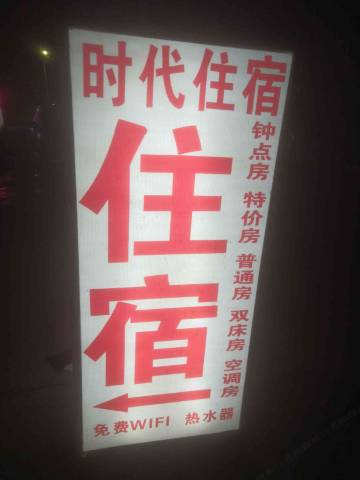 时代住宿
住宿
钟点房
特价房
普通房
双床房
空调房
免费WIFI 热水器